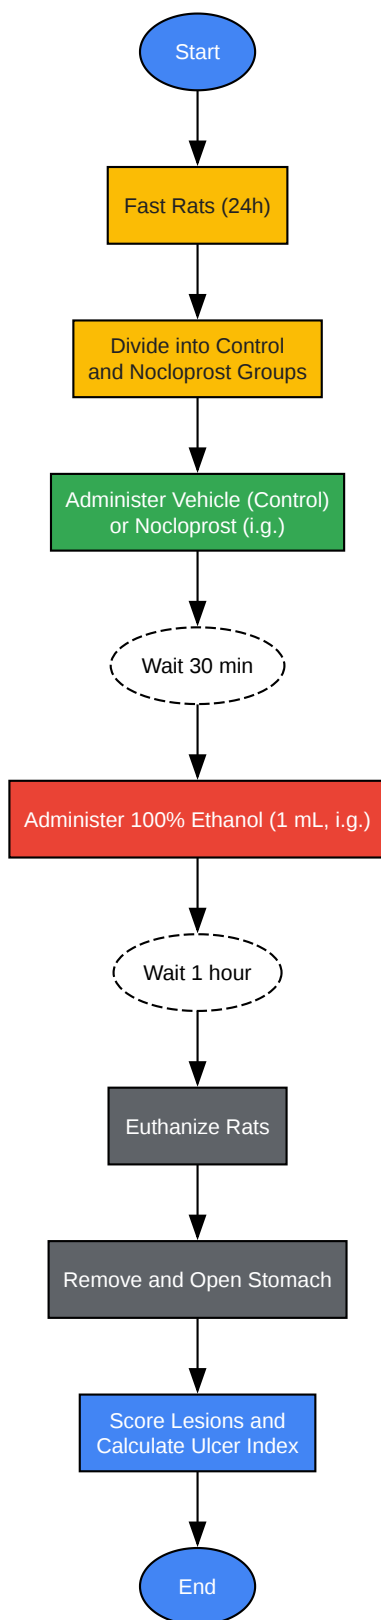 Start
Fast Rats (24h)
Divide into Control
and Nocloprost Groups
Administer Vehicle (Control)
or Nocloprost (i.g.)
Wait 30 min
Administer 100% Ethanol (1 mL, i.g.)
Wait 1 hour
Euthanize Rats
Remove and Open Stomach
Score Lesions and
Calculate Ulcer Index
End